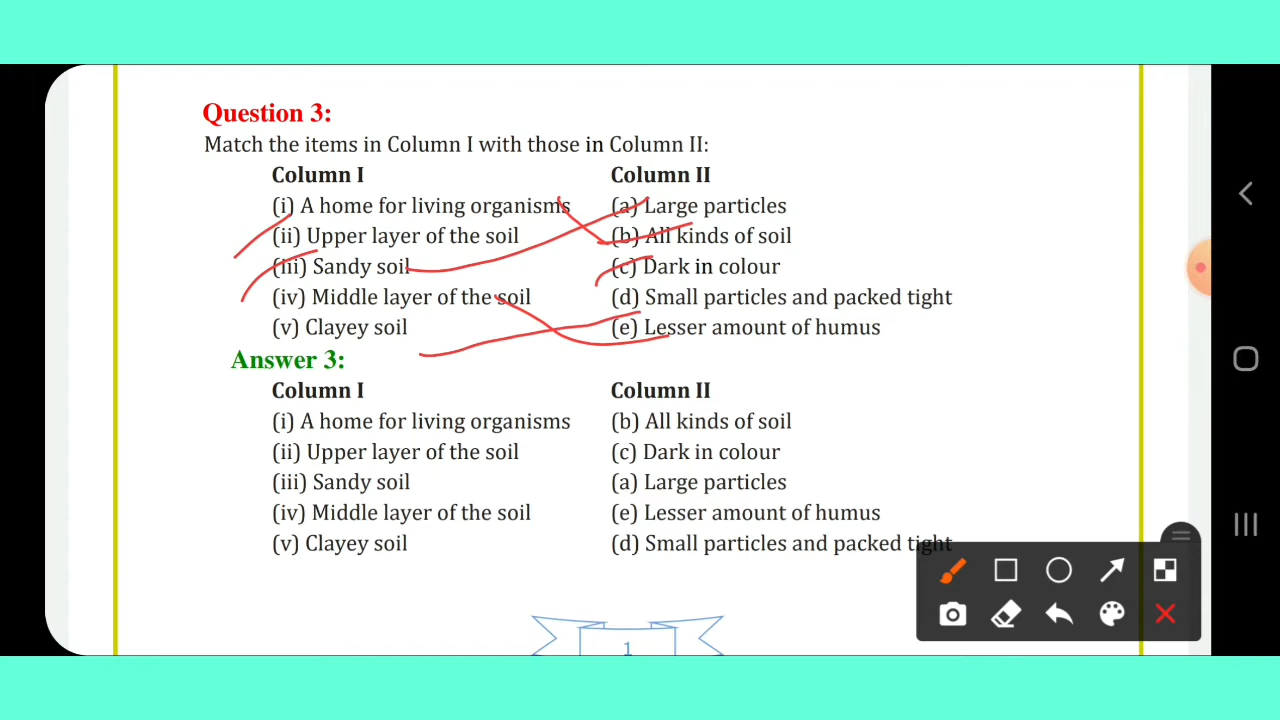 Question 3:
Match the items in Column I with those in Column II:
Column I Column II
(i) A home for living organisms (a) Large particles
(ii) Upper layer of the soil (b) All kinds of soil
(iii) Sandy soil (c) Dark in colour
(iv) Middle layer of the soil (d) Small particles and packed tight
(v) Clayey soil (e) Lesser amount of humus
Answer 3:
Column I Column II
(i) A home for living organisms (b) All kinds of soil
(ii) Upper layer of the soil (c) Dark in colour
(iii) Sandy soil (a) Large particles
(iv) Middle layer of the soil (e) Lesser amount of humus
(v) Clayey soil (d) Small particles and packed tight
1